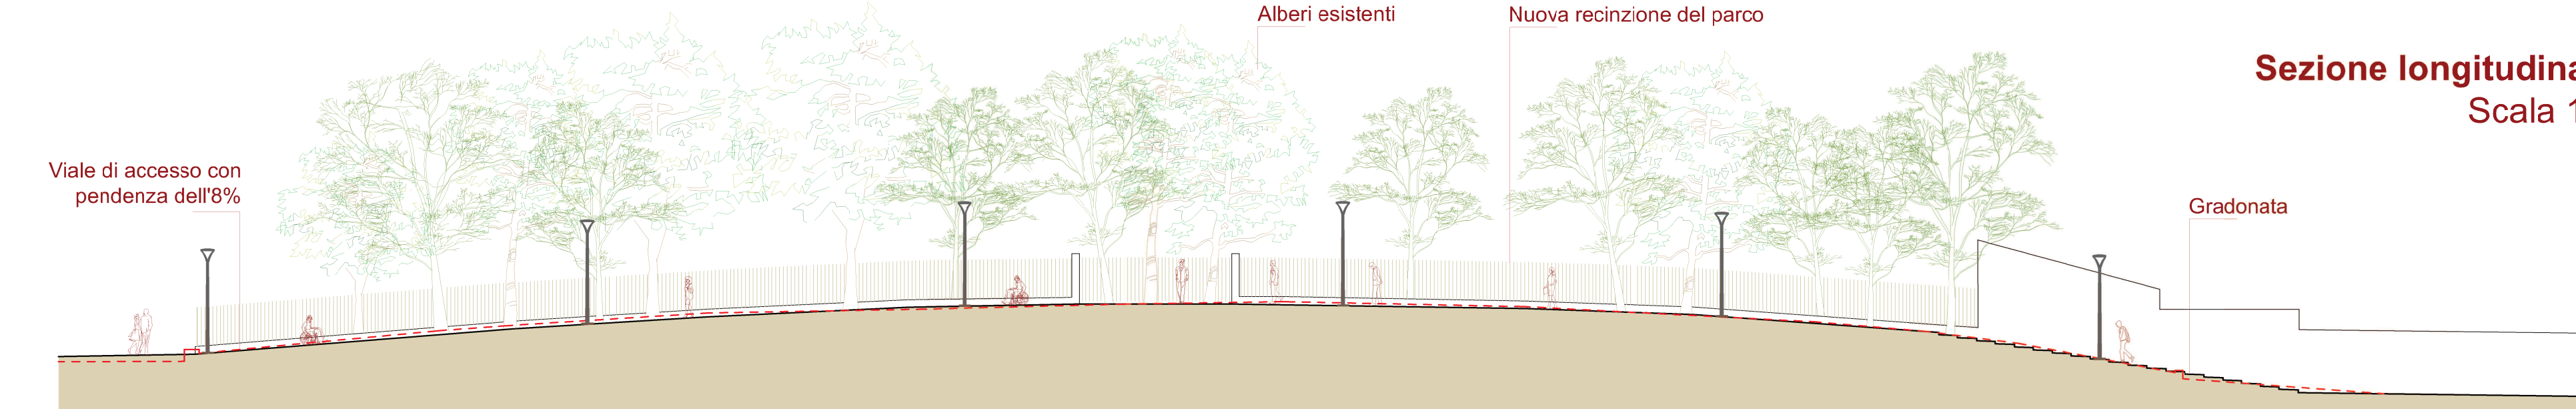 Alberi esistenti
Nuova recinzione del parco
Sezione longitudina
Scala 1
Viale di accesso con
pendenza dell'8%
Gradonata